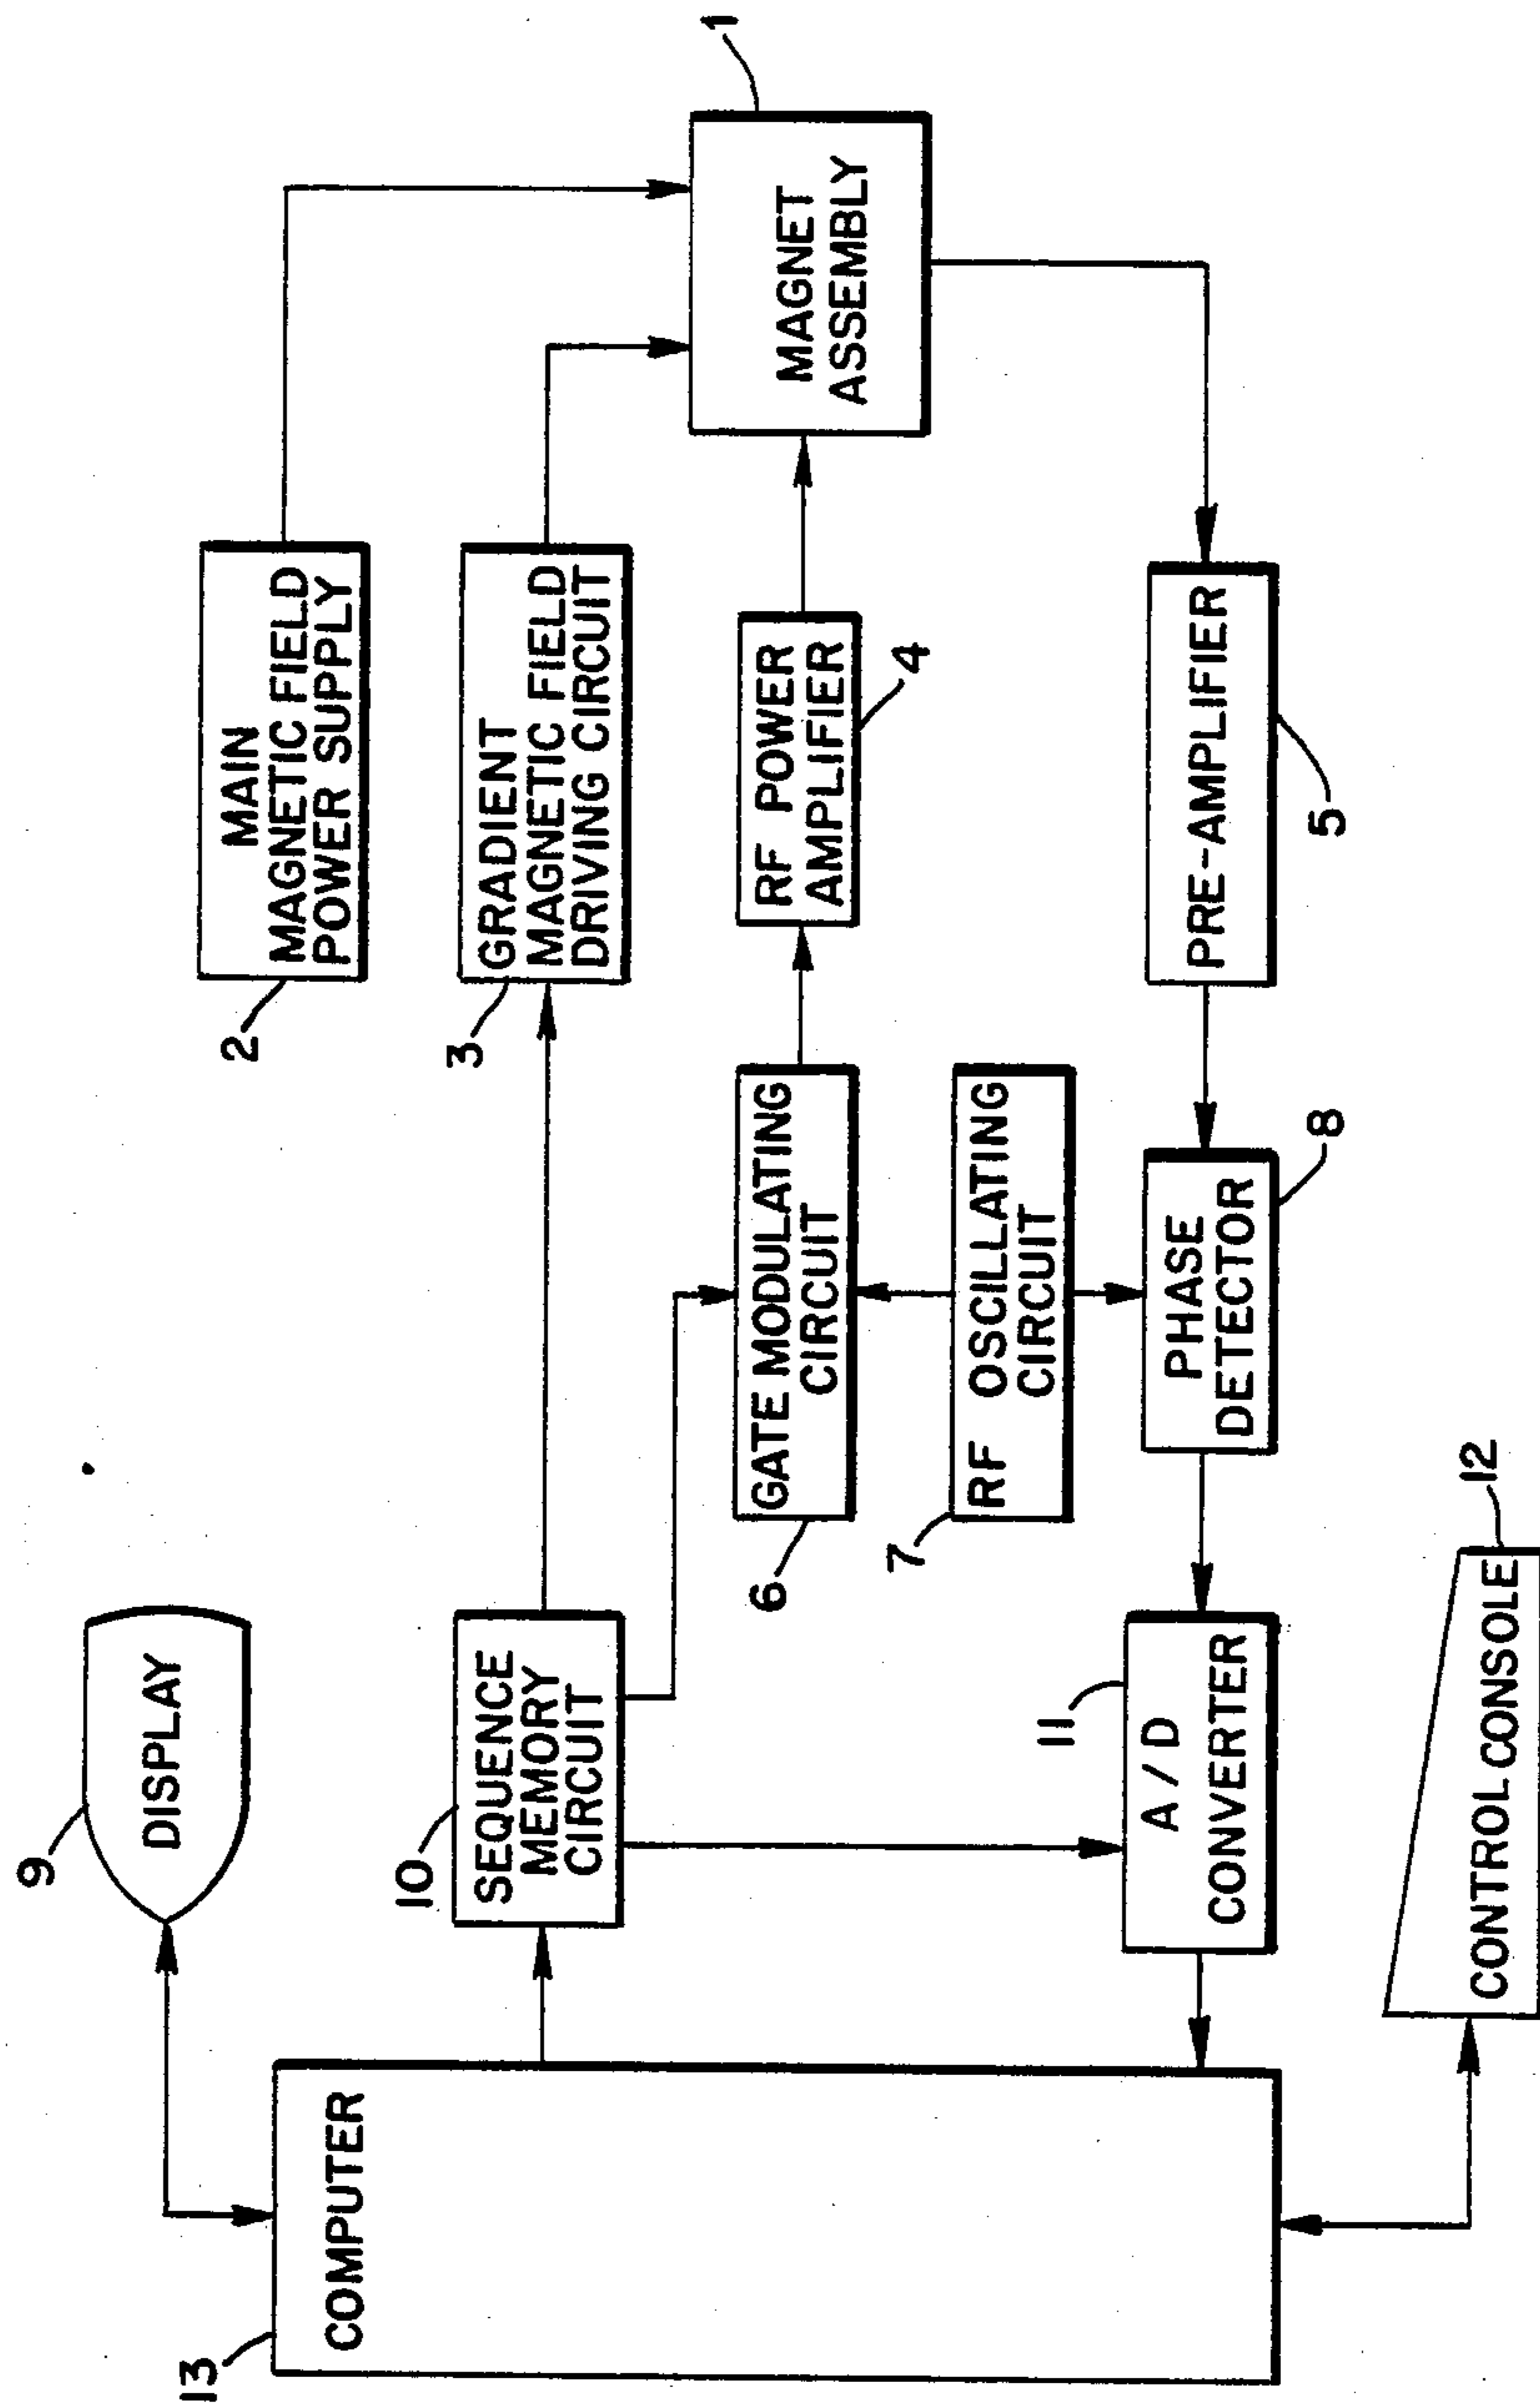 13
COMPUTER
9
DISPLAY
10
SEQUENCE
MEMORY
CIRCUIT
11
A/D
CONVERTER
12
CONTROL CONSOLE
6
GATE MODULATING
CIRCUIT
7
RF OSCILLATING
CIRCUIT
PHASE
DETECTOR
8
2
MAIN
MAGNETIC FIELD
POWER SUPPLY
3
GRADIENT
MAGNETIC FIELD
DRIVING CIRCUIT
RF POWER
AMPLIFIER
4
PRE-AMPLIFIER
5
MAGNET
ASSEMBLY
1